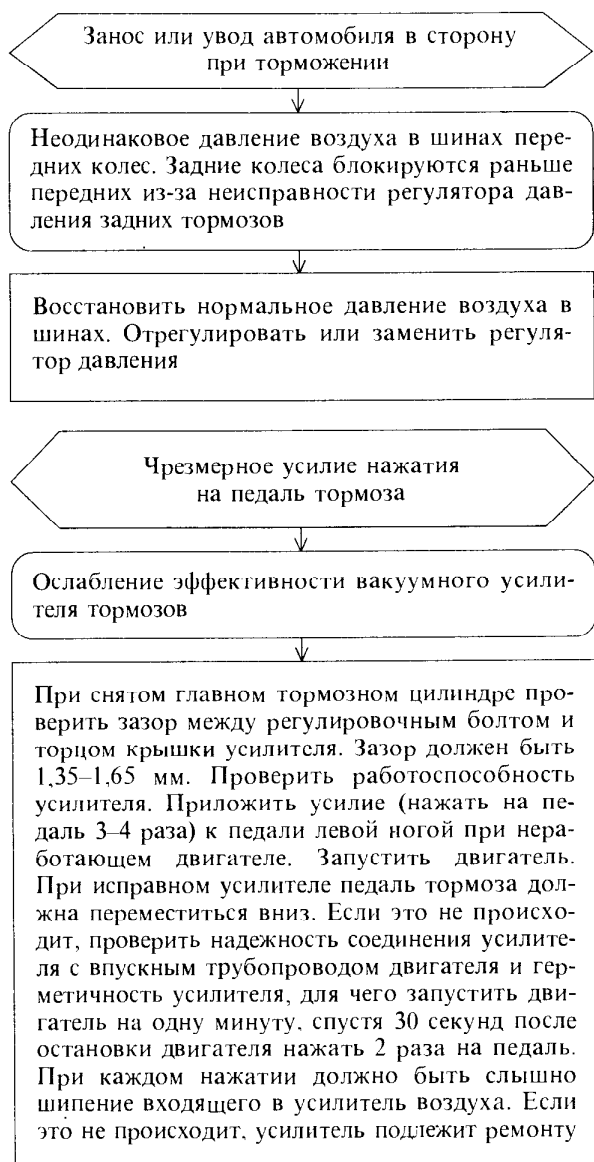 Занос или увод автомобиля в сторону
при торможении
Неодинаковое давление воздуха в шинах пере-
дних колес. Задние колеса блокируются раньше
передних из-за неисправности регулятора дав-
ления задних тормозов
Восстановить нормальное давление воздуха в
шинах. Отрегулировать или заменить регуля-
тор давления
Чрезмерное усилие нажатия
на педаль тормоза
Ослабление эффективности вакуумного усили-
теля тормозов
При снятом главном тормозном цилиндре про-
верить зазор между регулировочным болтом и
торцом крышки усилителя. Зазор должен быть
1,35–1,65 мм. Проверить работоспособность
усилителя. Приложить усилие (нажать на пе-
даль 3–4 раза) к педали левой ногой при нера-
ботающем двигателе. Запустить двигатель.
При исправном усилителе педаль тормоза дол-
жна переместиться вниз. Если это не происхо-
дит, проверить надежность соединения усилите-
ля с впускным трубопроводом двигателя и гер-
метичность усилителя, для чего запустить дви-
гатель на одну минуту, спустя 30 секунд после
остановки двигателя нажать 2 раза на педаль.
При каждом нажатии должно быть слышно
шипение входящего в усилитель воздуха. Если
это не происходит, усилитель подлежит ремонту